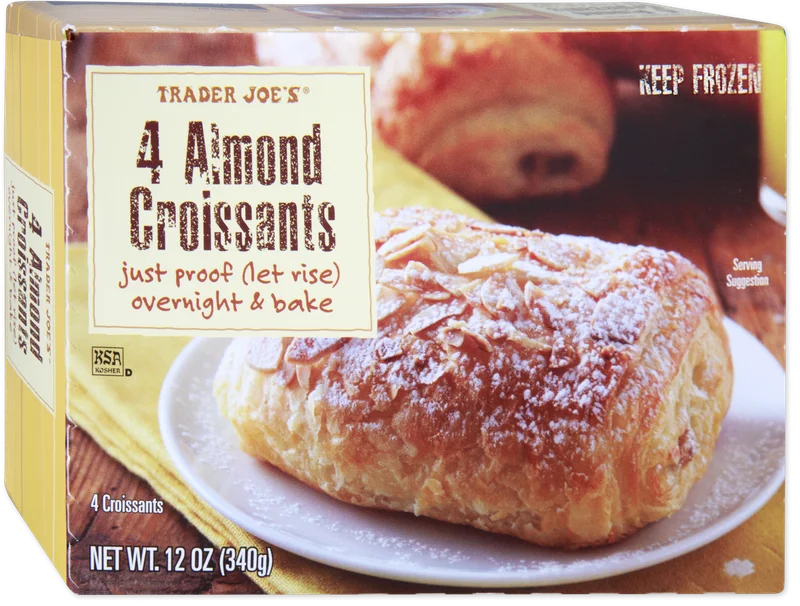 TRADER JOE'S®
4 Almond
Croissants
just proof (let rise)
overnight & bake
KEEP FROZEN
Serving
Suggestion
KSA
KOSHER D
4 Croissants
NET WT. 12 OZ (340g)
TRADER JOE'S
4 Almond
Croissants